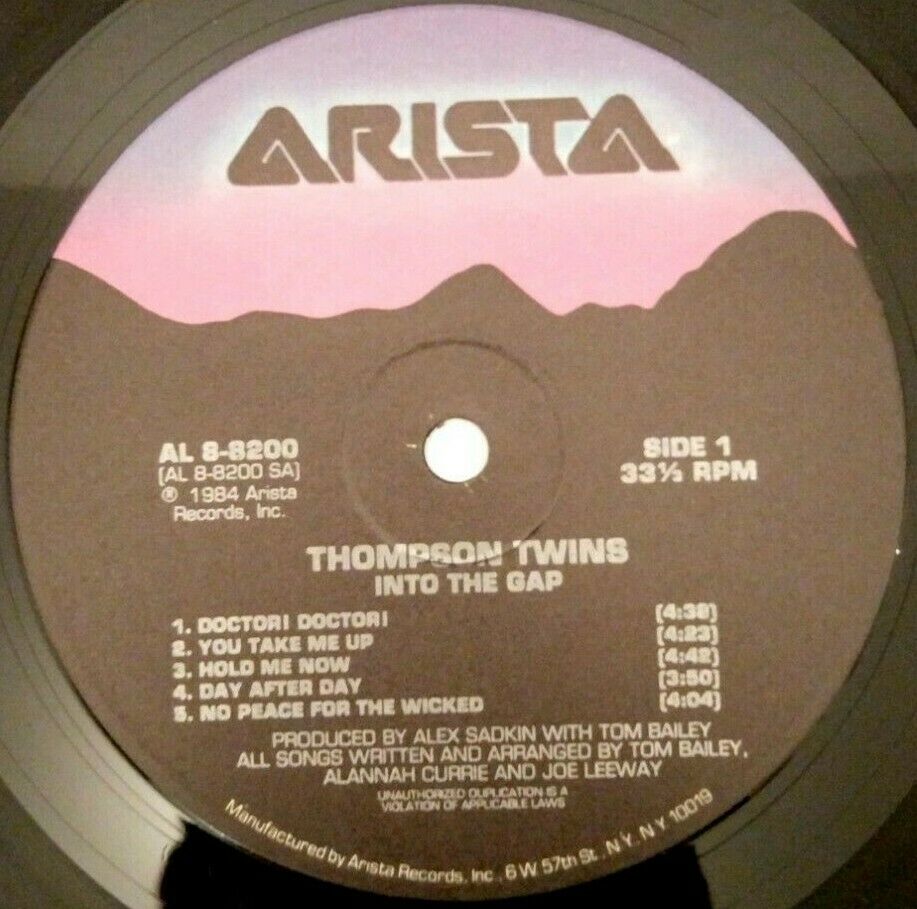 ARISTA
AL 8-8200
[AL 8-8200 SA]
℗ 1984 Arista
Records, Inc.
SIDE 1
33⅓ RPM
THOMPSON TWINS
INTO THE GAP
1. DOCTOR! DOCTOR! [4:38]
2. YOU TAKE ME UP [4:23]
3. HOLD ME NOW [4:42]
4. DAY AFTER DAY [3:50]
5. NO PEACE FOR THE WICKED [4:04]
PRODUCED BY ALEX SADKIN WITH TOM BAILEY
ALL SONGS WRITTEN AND ARRANGED BY TOM BAILEY,
ALANNAH CURRIE AND JOE LEEWAY
UNAUTHORIZED DUPLICATION IS A
VIOLATION OF APPLICABLE LAWS
Manufactured by Arista Records, Inc., 6 W 57th St., N.Y. N.Y 10019